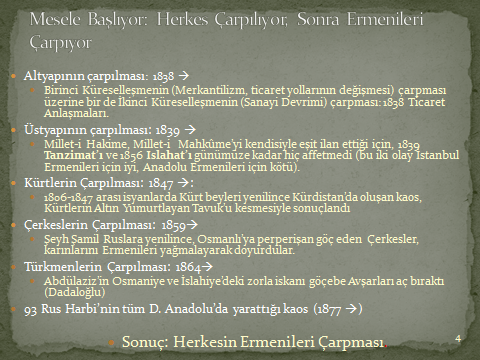 Mesele Başlıyor: Herkes Çarpılıyor, Sonra Ermenileri
Çarpıyor
Altyapının çarpılması: 1838 →
Birinci Küreselleşmenin (Merkantilizm, ticaret yollarının değişmesi) çarpması
üzerine bir de İkinci Küreselleşmenin (Sanayi Devrimi) çarpması: 1838 Ticaret
Anlaşmaları.
Üstyapının çarpılması: 1839 →
Millet-i Hakime, Millet-i Mahkûme'yi kendisiyle eşit ilan ettiği için, 1839
Tanzimat'ı ve 1856 Islahat'ı günümüze kadar hiç affetmedi (bu iki olay İstanbul
Ermenileri için iyi, Anadolu Ermenileri için kötü).
Kürtlerin Çarpılması: 1847 →:
1806-1847 arası isyanlarda Kürt beyleri yenilince Kürdistan'da oluşan kaos,
Kürtlerin Altın Yumurtlayan Tavuk'u kesmesiyle sonuçlandı
Çerkeslerin Çarpılması: 1859→
Şeyh Şamil Ruslara yenilince, Osmanlı'ya perperişan göç eden Çerkesler,
karınlarını Ermenileri yağmalayarak doyurdular.
Türkmenlerin Çarpılması: 1864→
Abdülaziz'in Osmaniye ve İslahiye'deki zorla iskanı göçebe Avşarları aç bıraktı
(Dadaloğlu)
93 Rus Harbi'nin tüm D. Anadolu'da yarattığı kaos (1877 →)
Sonuç: Herkesin Ermenileri Çarpması
4